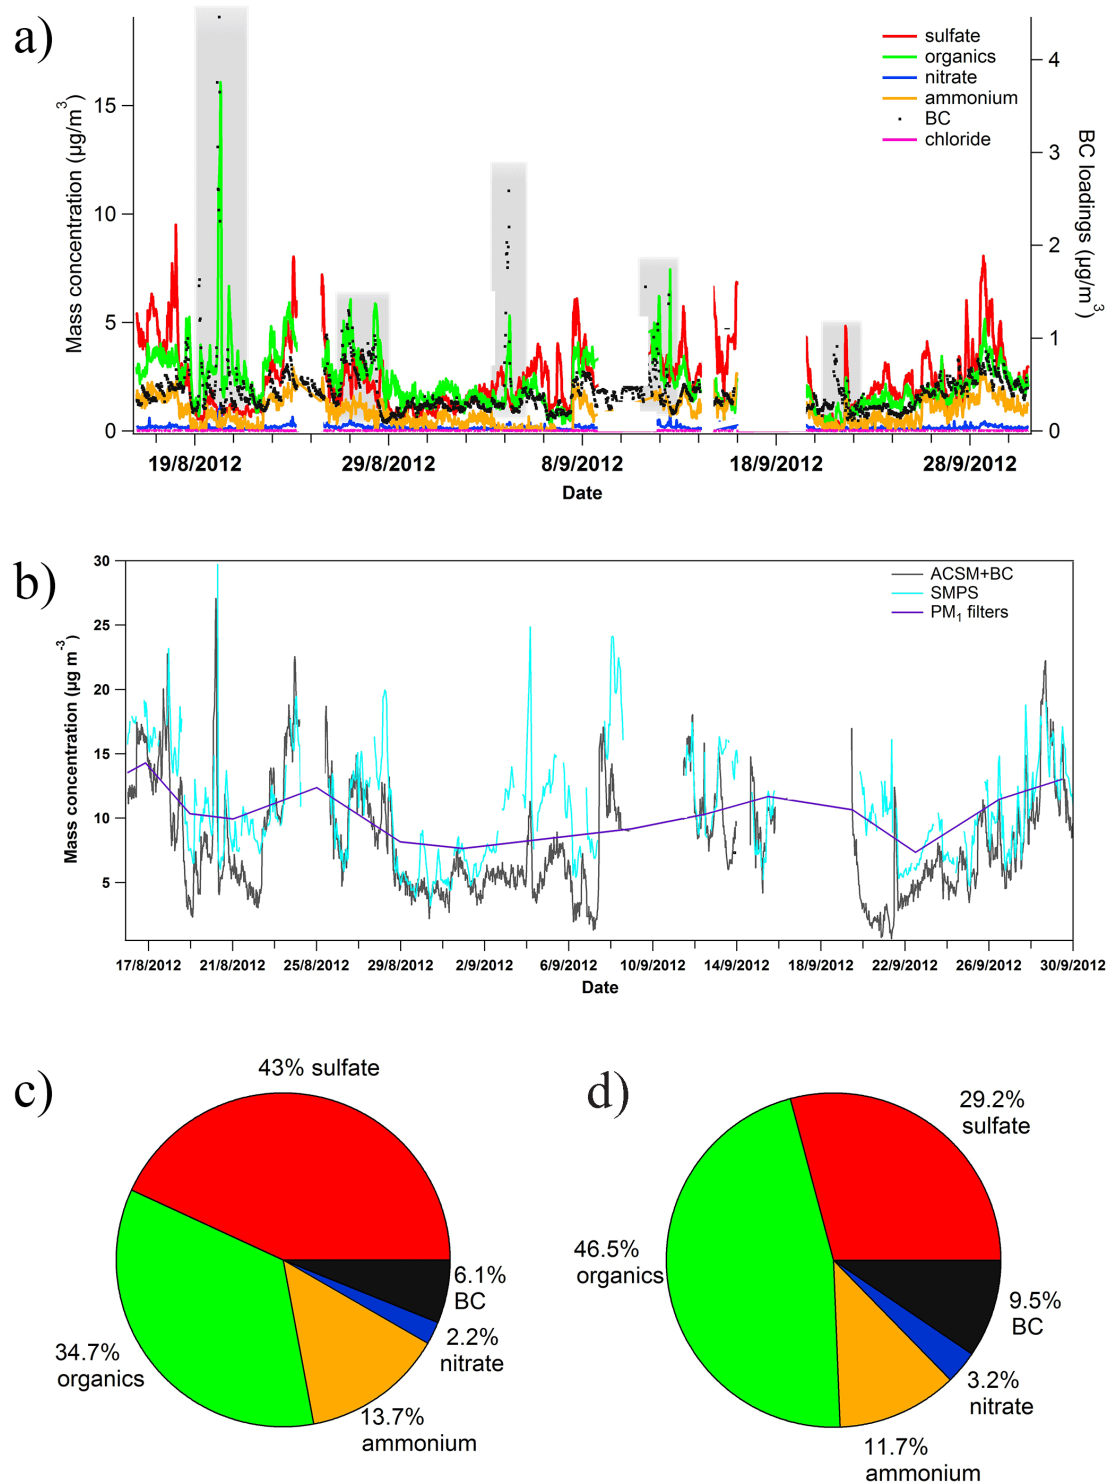 a)
sulfate
organics
nitrate
ammonium
BC
chloride
Mass concentration (µg/m³)
15
10
5
0
BC loadings (µg/m³)
4
3
2
1
0
19/8/2012 29/8/2012 8/9/2012 18/9/2012 28/9/2012
Date
b)
ACSM+BC
SMPS
PM₁ filters
Mass concentration (µg m⁻³)
30
25
20
15
10
5
17/8/2012 21/8/2012 25/8/2012 29/8/2012 2/9/2012 6/9/2012 10/9/2012 14/9/2012 18/9/2012 22/9/2012 26/9/2012 30/9/2012
Date
c)
43% sulfate
6.1%
BC
2.2%
nitrate
34.7%
organics
13.7%
ammonium
d)
29.2%
sulfate
46.5%
organics
9.5%
BC
3.2%
nitrate
11.7%
ammonium